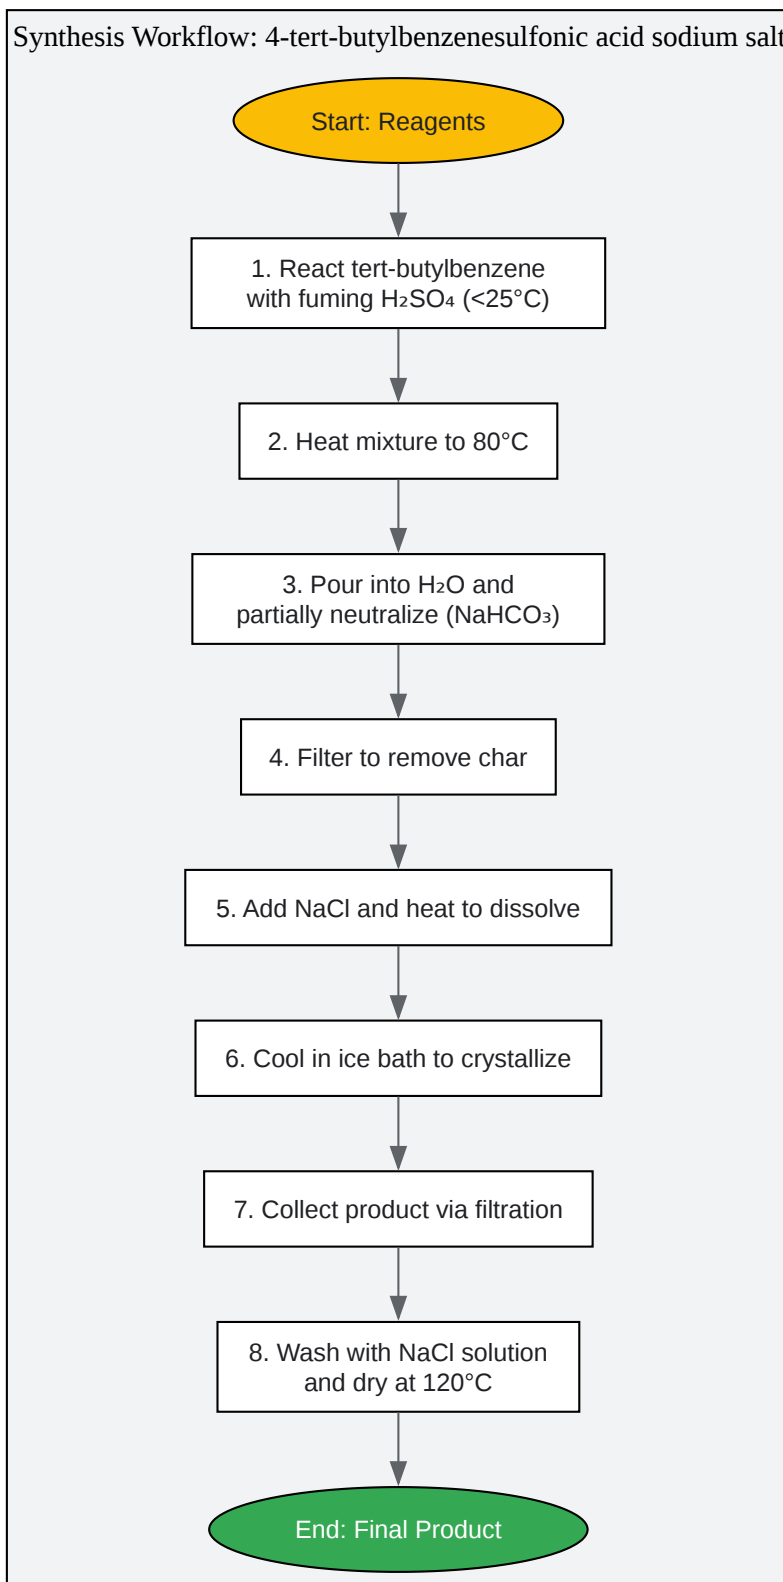 Synthesis Workflow: 4-tert-butylbenzenesulfonic acid sodium salt
Start: Reagents
1. React tert-butylbenzene
with fuming H₂SO₄ (<25°C)
2. Heat mixture to 80°C
3. Pour into H₂O and
partially neutralize (NaHCO₃)
4. Filter to remove char
5. Add NaCl and heat to dissolve
6. Cool in ice bath to crystallize
7. Collect product via filtration
8. Wash with NaCl solution
and dry at 120°C
End: Final Product